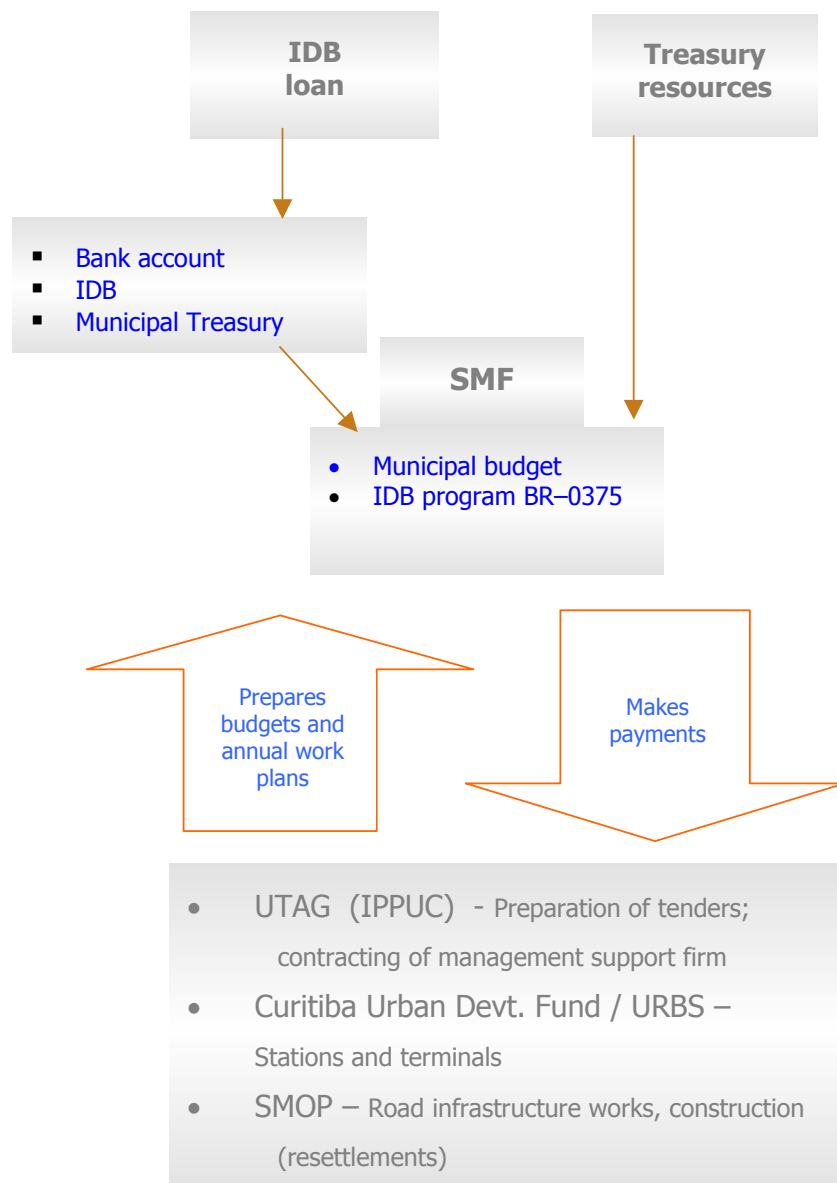 IDB
loan
Treasury
resources
▪ Bank account
▪ IDB
▪ Municipal Treasury
SMF
• Municipal budget
• IDB program BR–0375
Prepares
budgets and
annual work
plans
Makes
payments
• UTAG (IPPUC) - Preparation of tenders;
contracting of management support firm
• Curitiba Urban Devt. Fund / URBS –
Stations and terminals
• SMOP – Road infrastructure works, construction
(resettlements)